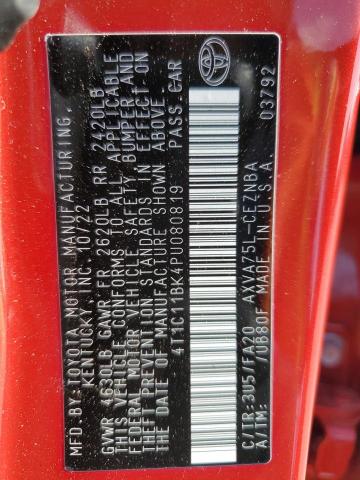 MFD. BY: TOYOTA MOTOR MANUFACTURING,
KENTUCKY, INC. 10/22
GVWR 4630LB GAWR FR 2620LB RR 2420LB
THIS VEHICLE CONFORMS TO ALL APPLICABLE
FEDERAL MOTOR VEHICLE SAFETY, BUMPER, AND
THEFT PREVENTION STANDARDS IN EFFECT ON
THE DATE OF MANUFACTURE SHOWN ABOVE.
4T1C11BK4PU080819 PASS. CAR
C/TR: 3U5/FA20 AXVA75L-CEZNBA
A/TM: /UB80F MADE IN USA 03792